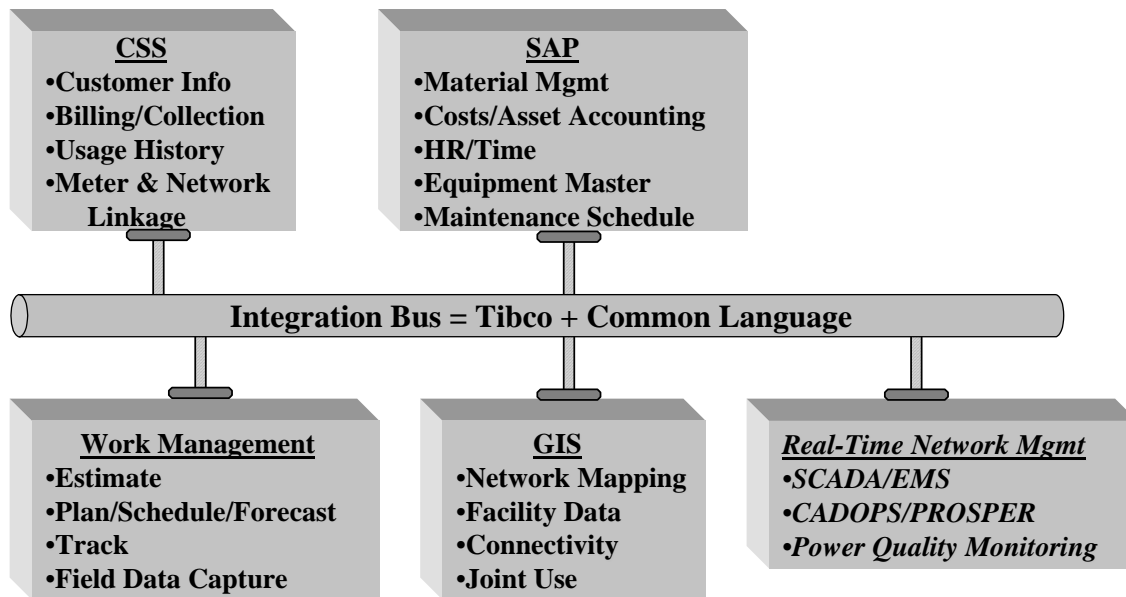 CSS
•Customer Info
•Billing/Collection
•Usage History
•Meter & Network
Linkage
SAP
•Material Mgmt
•Costs/Asset Accounting
•HR/Time
•Equipment Master
•Maintenance Schedule
Integration Bus = Tibco + Common Language
Work Management
•Estimate
•Plan/Schedule/Forecast
•Track
•Field Data Capture
GIS
•Network Mapping
•Facility Data
•Connectivity
•Joint Use
Real-Time Network Mgmt
•SCADA/EMS
•CADOPS/PROSPER
•Power Quality Monitoring